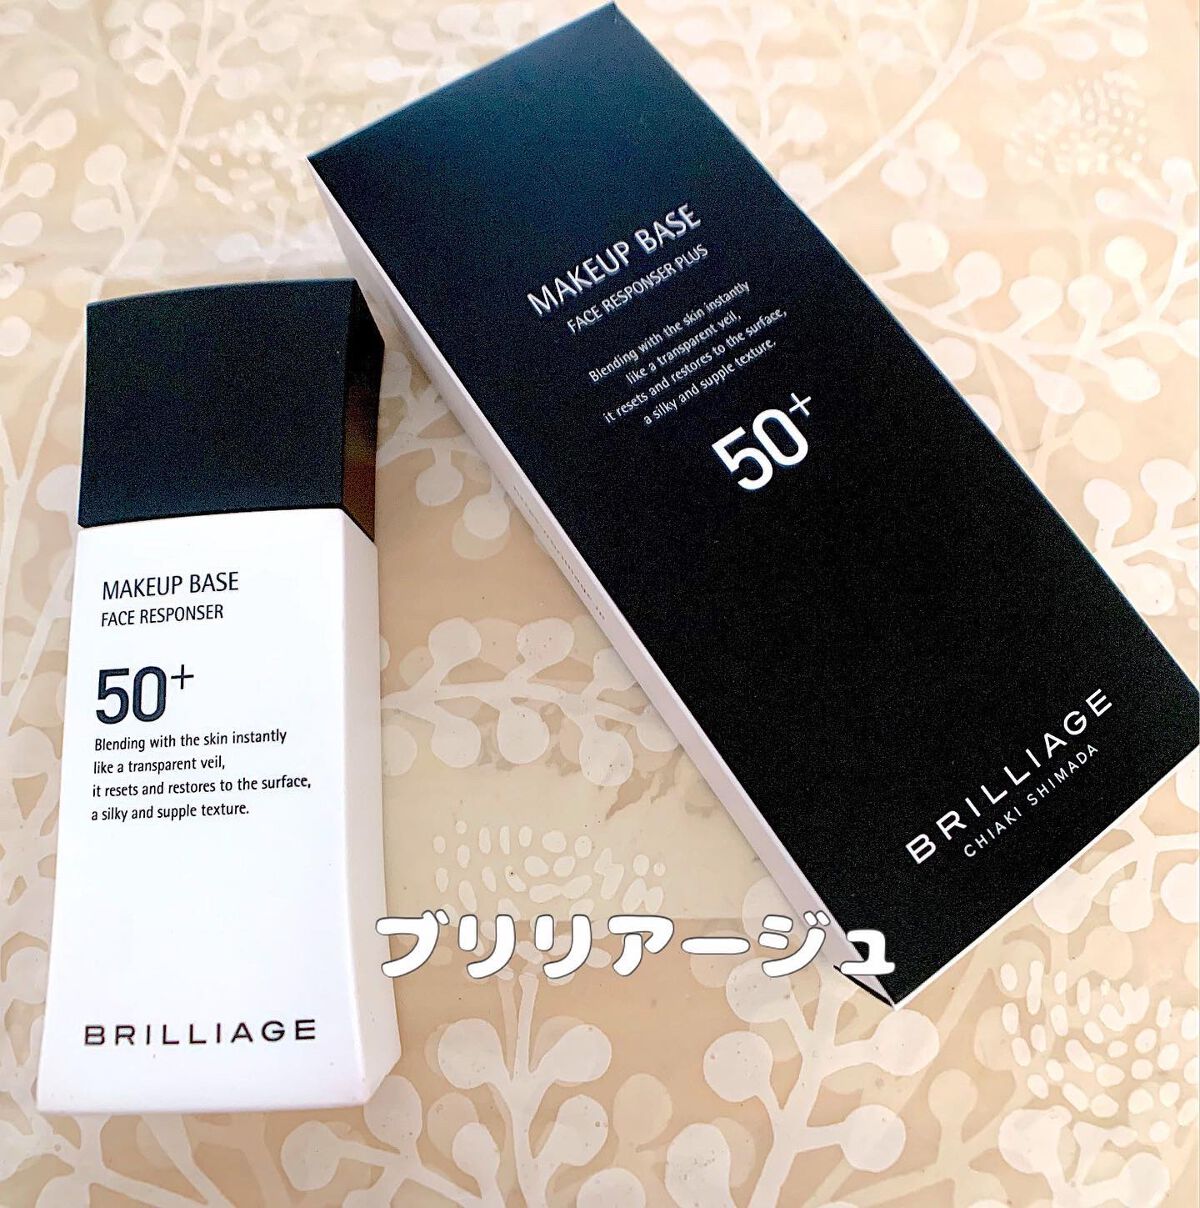 MAKEUP BASE
FACE RESPONSER PLUS
Blending with the skin instantly
like a transparent veil,
it resets and restores to the surface,
a silky and supple texture.
50+
BRILLIAGE
CHIAKI SHIMADA
MAKEUP BASE
FACE RESPONSER
50+
Blending with the skin instantly
like a transparent veil,
it resets and restores to the surface,
a silky and supple texture.
BRILLIAGE
ブリリアージュ